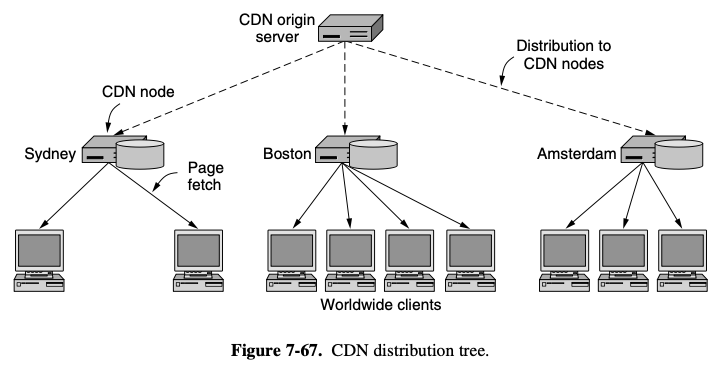 CDN origin
server
Distribution to
CDN nodes
CDN node
Sydney
Page
fetch
Boston
Amsterdam
Worldwide clients
Figure 7-67. CDN distribution tree.